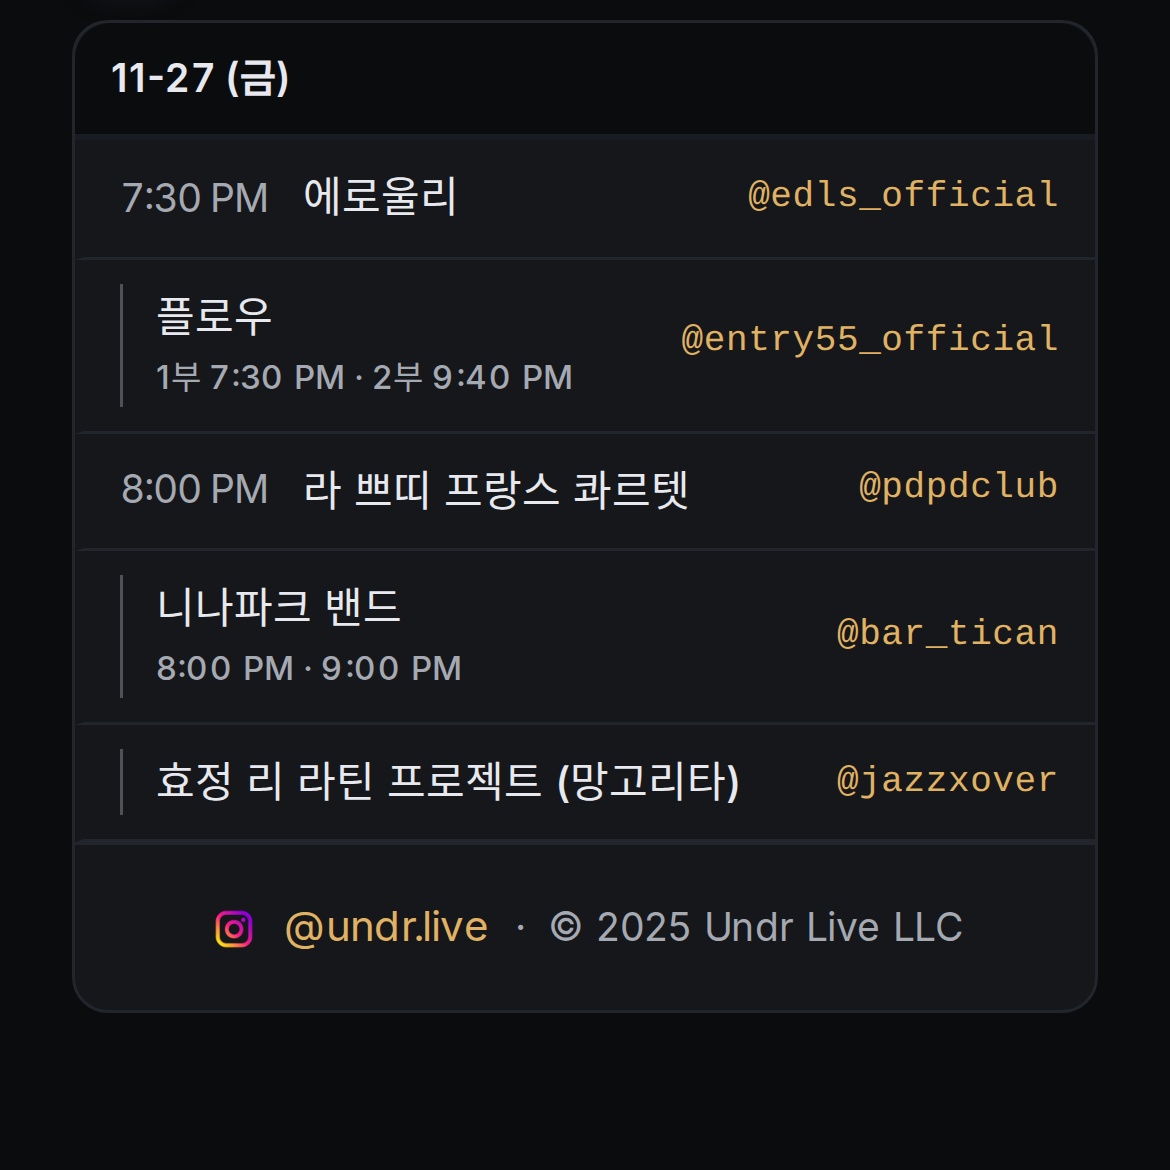 11-27 (금)
7:30 PM 에로울리 @edls_official
플로우 @entry55_official
1부 7:30 PM · 2부 9:40 PM
8:00 PM 라 쁘띠 프랑스 콰르텟 @pdpdclub
니나파크 밴드 @bar_tican
8:00 PM · 9:00 PM
효정 리 라틴 프로젝트 (망고리타) @jazzxover
@undr.live · © 2025 Undr Live LLC